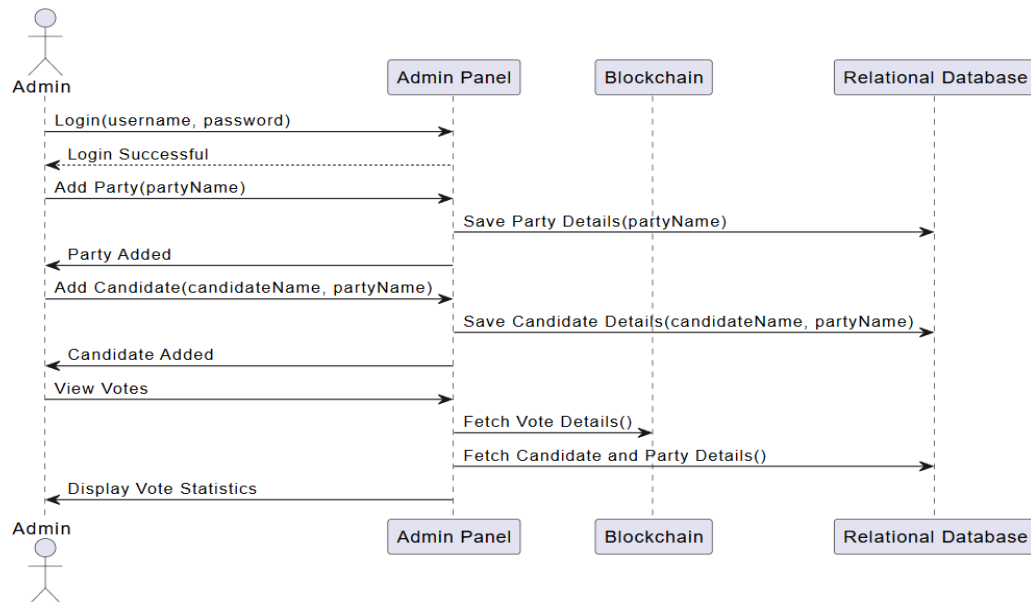 Admin
Admin Panel
Blockchain
Relational Database
Login(username, password)
Login Successful
Add Party(partyName)
Save Party Details(partyName)
Party Added
Add Candidate(candidateName, partyName)
Save Candidate Details(candidateName, partyName)
Candidate Added
View Votes
Fetch Vote Details()
Fetch Candidate and Party Details()
Display Vote Statistics
Admin
Admin Panel
Blockchain
Relational Database